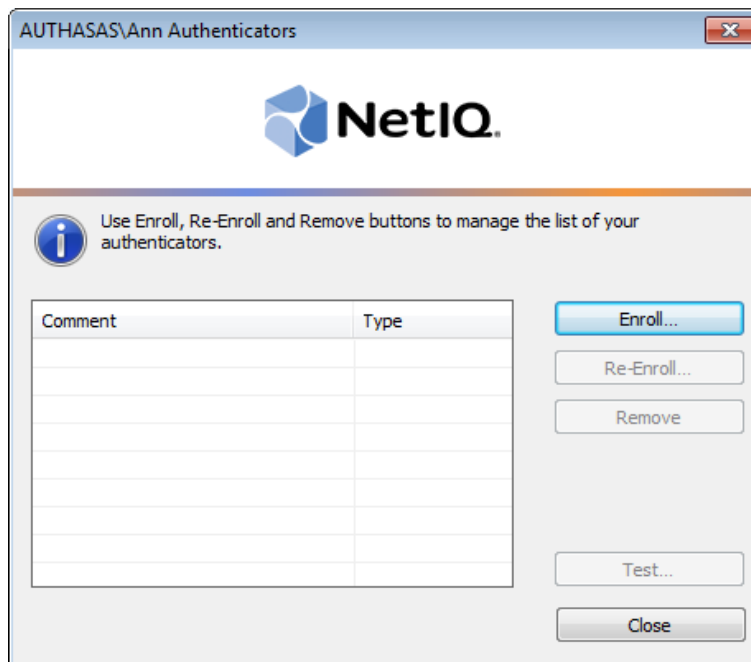 AUTHASAS\Ann Authenticators
NetIQ.
Use Enroll, Re-Enroll and Remove buttons to manage the list of your
authenticators.
Comment Type
Enroll...
Re-Enroll...
Remove
Test...
Close